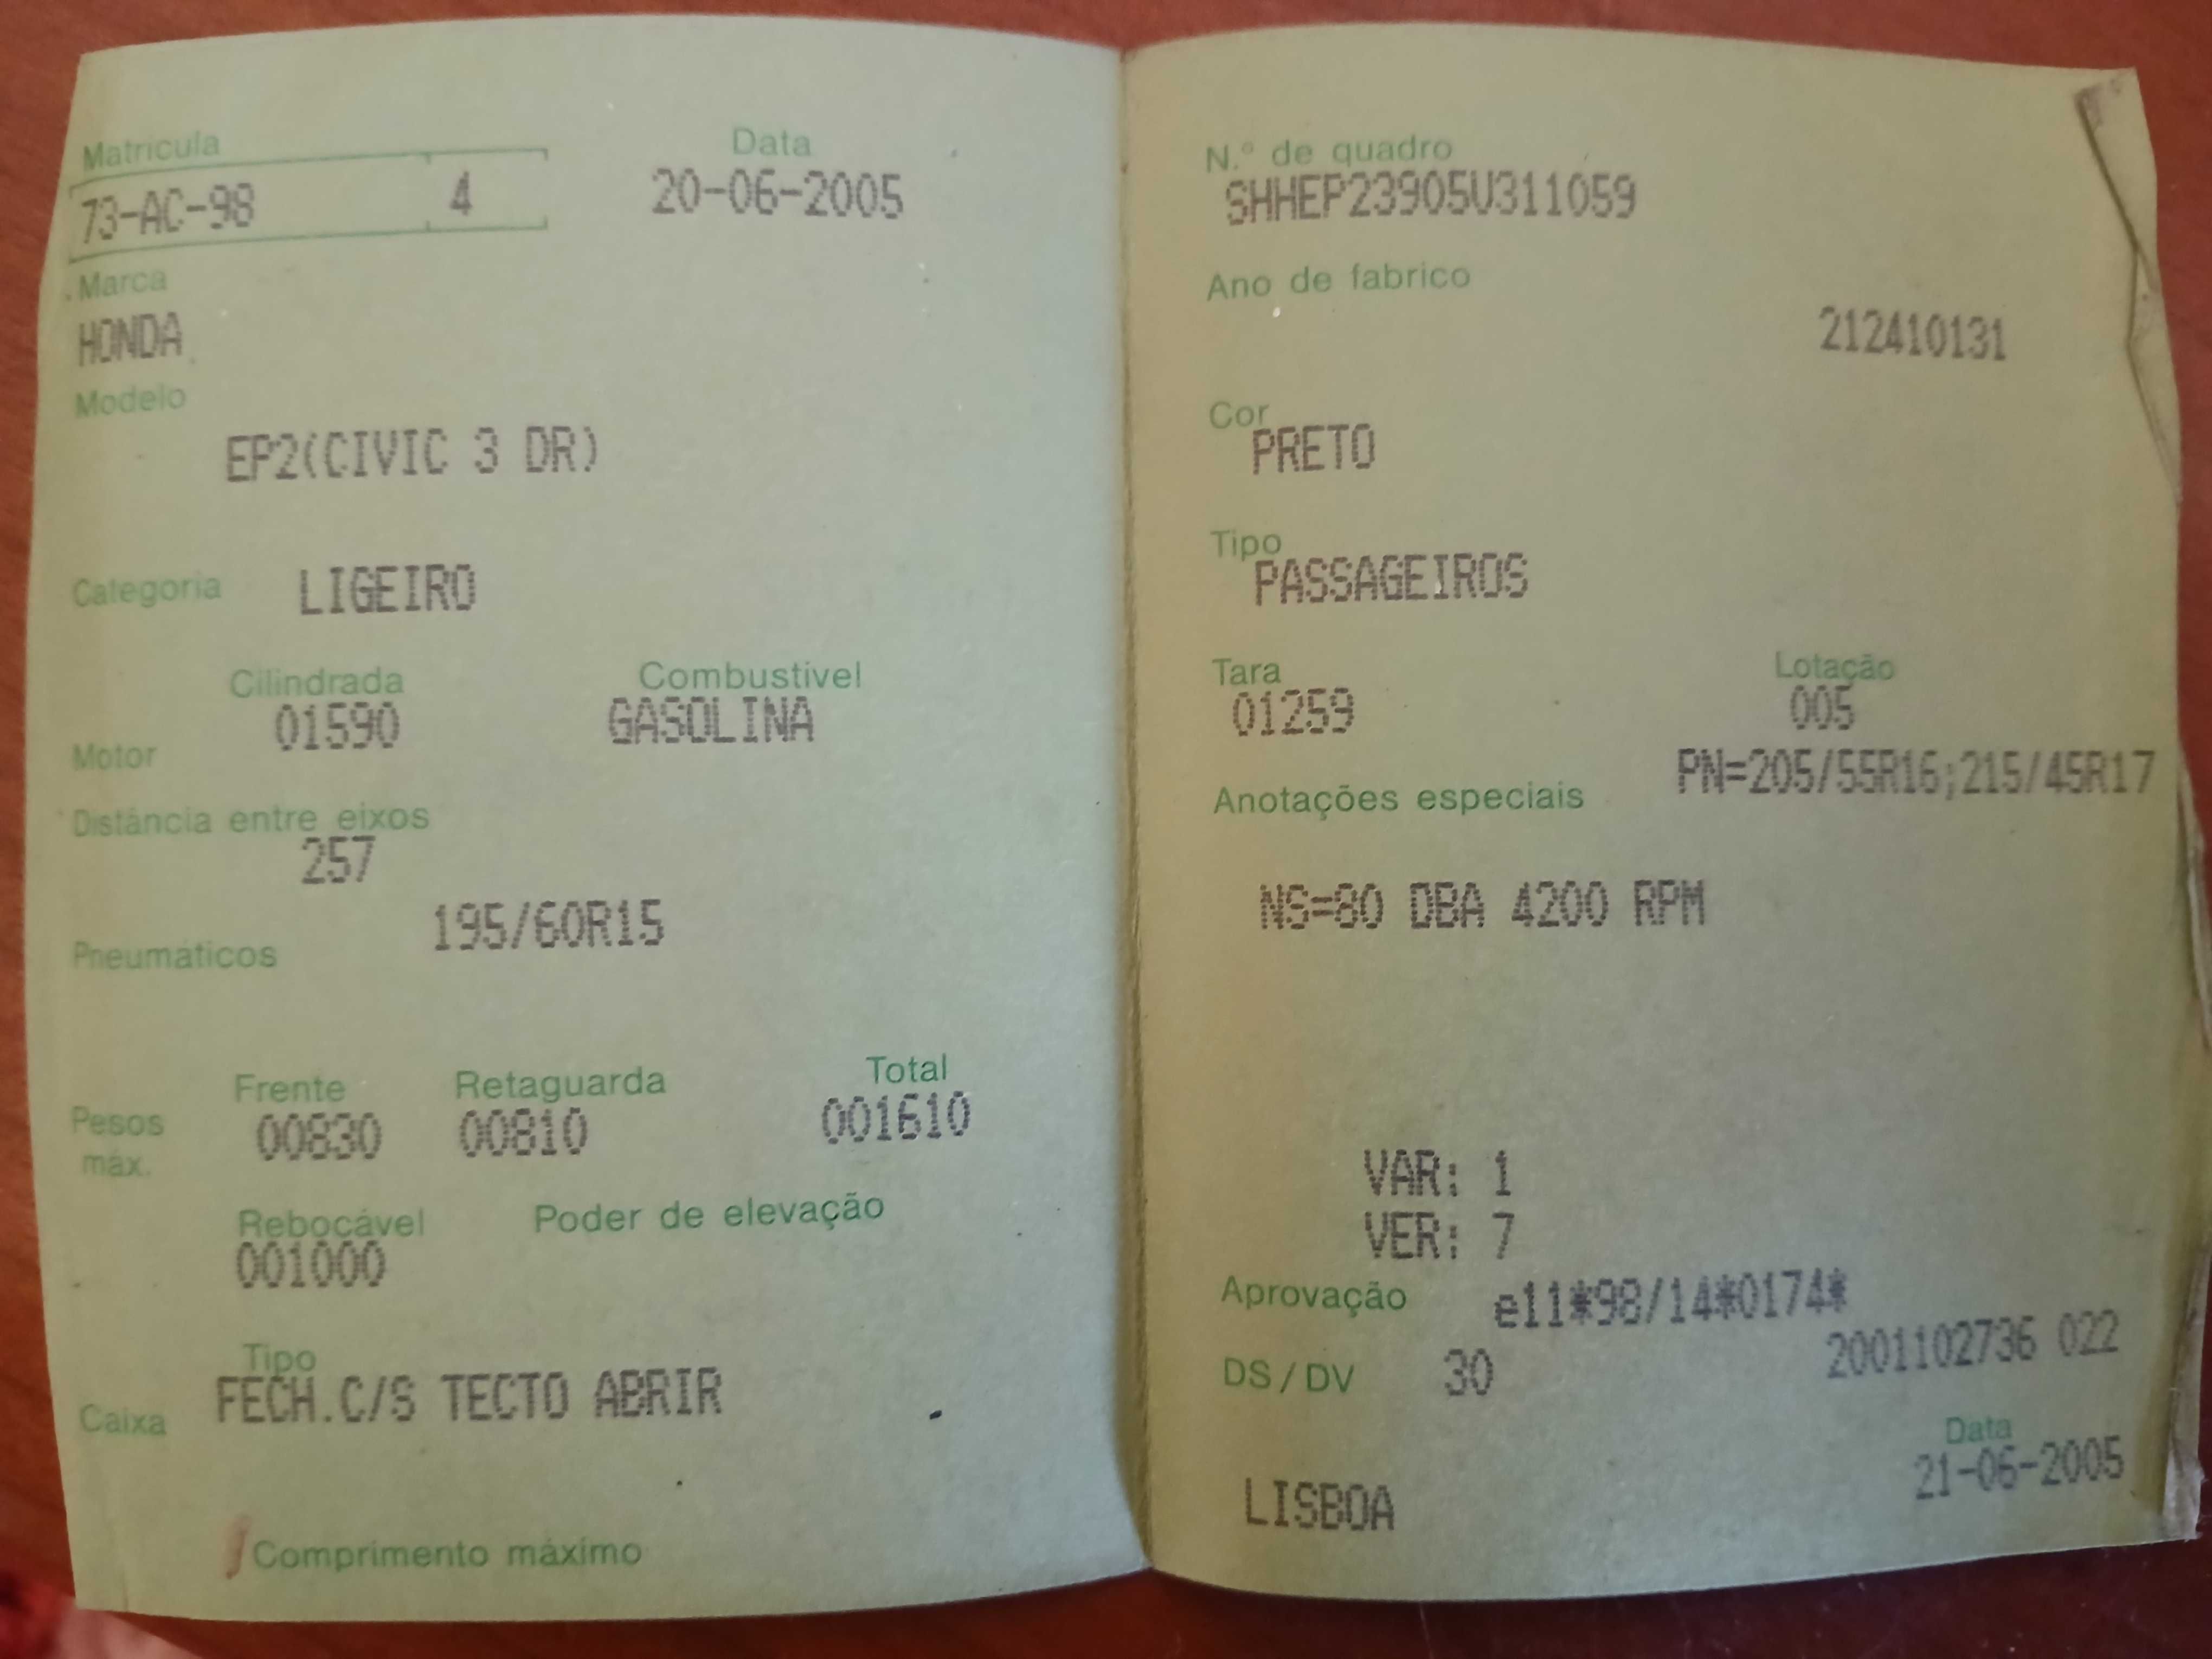 Matrícula
Data
73-AC-98 4
20-06-2005
Marca
HONDA
Modelo
EP2(CIVIC 3 DR)
Categoria LIGEIRO
Cilindrada Combustível
Motor 01590 GASOLINA
Distância entre eixos
257
Pneumáticos 195/60R15
Frente Retaguarda Total
Pesos máx. 00830 00810 001610
Rebocável Poder de elevação
001000
Tipo
Caixa FECH.C/S TECTO ABRIR
Comprimento máximo
N.º de quadro
SHHEP23905U311059
Ano de fabrico
212410131
Cor
PRETO
Tipo
PASSAGEIROS
Tara Lotação
01259 005
Anotações especiais PN=205/55R16;215/45R17
NS=80 DBA 4200 RPM
VAR: 1
VER: 7
Aprovação e11*98/14*0174*
DS/DV 30 2001102736 022
Data
LISBOA 21-06-2005